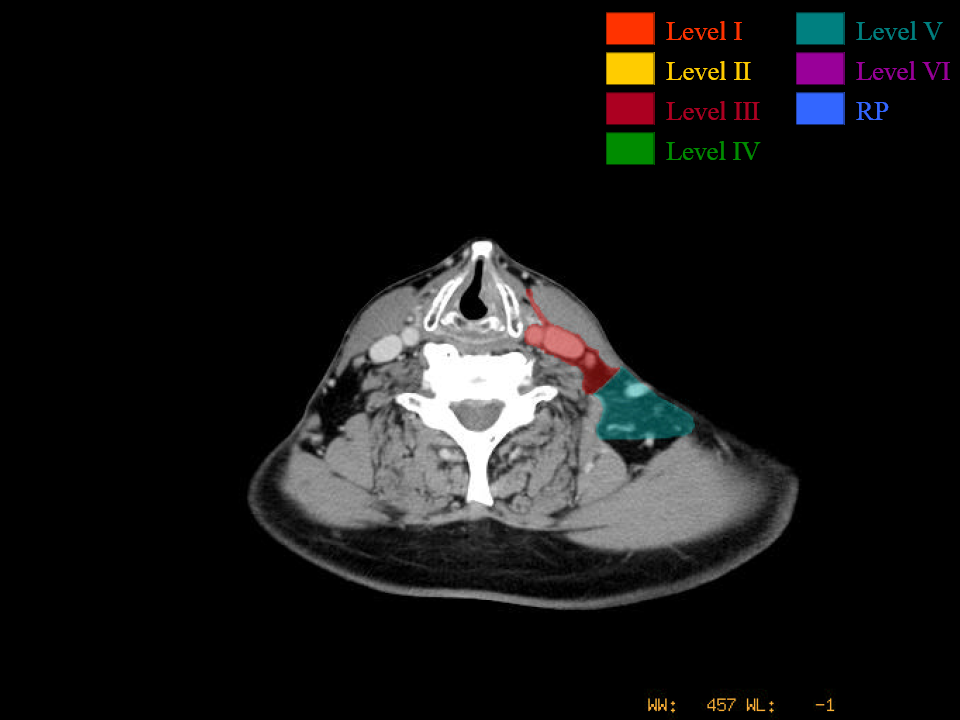 Level I
Level II
Level III
Level IV
Level V
Level VI
RP
WW: 457 WL: -1